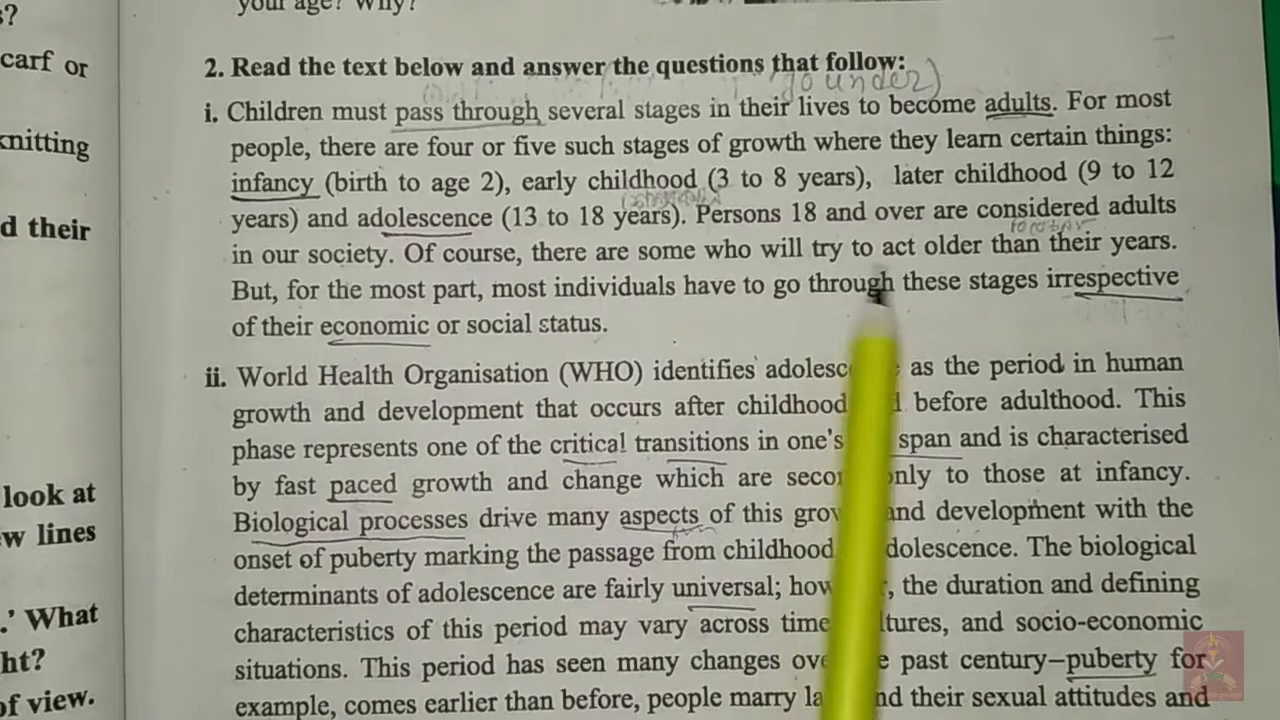 your age? Why?
s?
carf or
knitting
d their
look at
w lines
.' What
ht?
of view.
2. Read the text below and answer the questions that follow:
go under)
i. Children must pass through several stages in their lives to become adults. For most
people, there are four or five such stages of growth where they learn certain things:
infancy (birth to age 2), early childhood (3 to 8 years), later childhood (9 to 12
years) and adolescence (13 to 18 years). Persons 18 and over are considered adults
in our society. Of course, there are some who will try to act older than their years.
But, for the most part, most individuals have to go through these stages irrespective
of their economic or social status.
ii. World Health Organisation (WHO) identifies adolesc as the period in human
growth and development that occurs after childhood before adulthood. This
phase represents one of the critical transitions in one's span and is characterised
by fast paced growth and change which are secon only to those at infancy.
Biological processes drive many aspects of this grow and development with the
onset of puberty marking the passage from childhood dolescence. The biological
determinants of adolescence are fairly universal; how , the duration and defining
characteristics of this period may vary across time ltures, and socio-economic
situations. This period has seen many changes ove e past century–puberty for
example, comes earlier than before, people marry la nd their sexual attitudes and